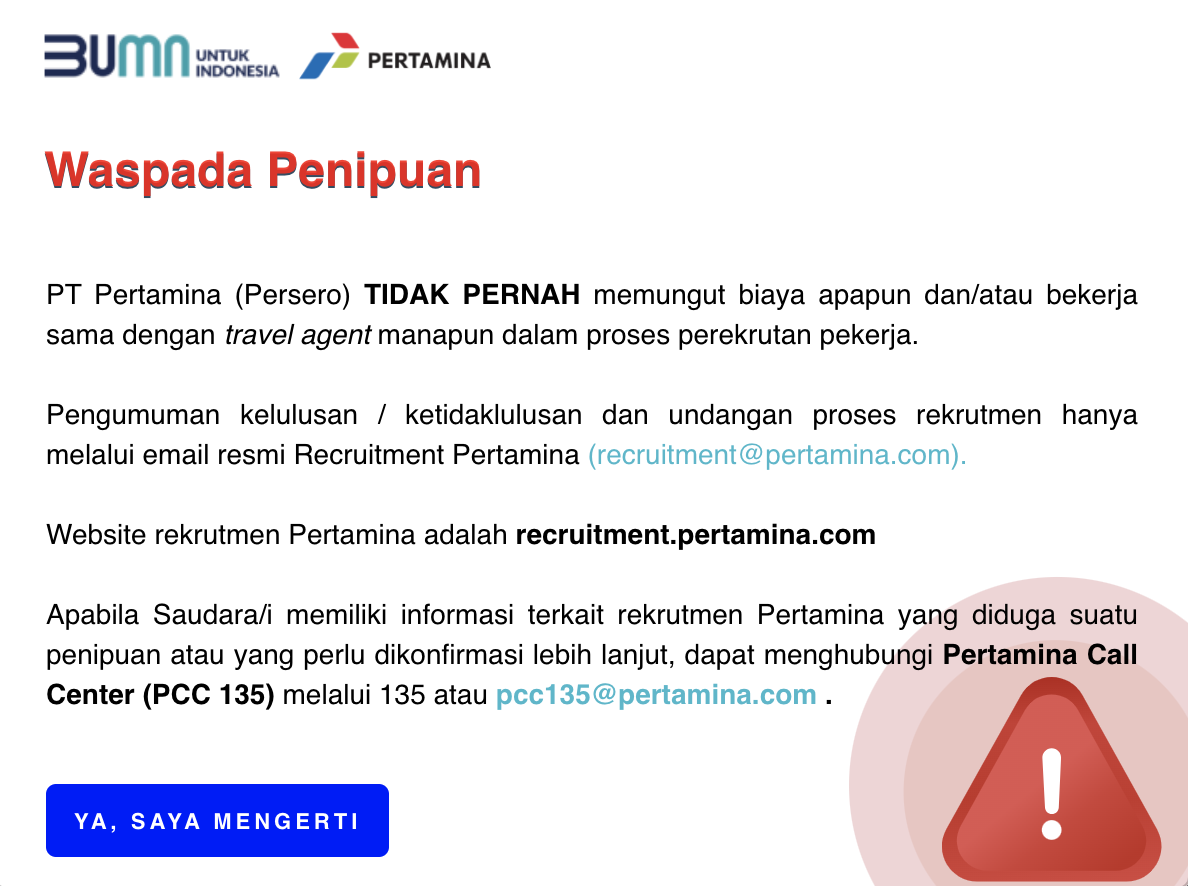 BUMN UNTUK INDONESIA PERTAMINA
Waspada Penipuan
PT Pertamina (Persero) TIDAK PERNAH memungut biaya apapun dan/atau bekerja
sama dengan travel agent manapun dalam proses perekrutan pekerja.
Pengumuman kelulusan / ketidaklulusan dan undangan proses rekrutmen hanya
melalui email resmi Recruitment Pertamina (recruitment@pertamina.com).
Website rekrutmen Pertamina adalah recruitment.pertamina.com
Apabila Saudara/i memiliki informasi terkait rekrutmen Pertamina yang diduga suatu
penipuan atau yang perlu dikonfirmasi lebih lanjut, dapat menghubungi Pertamina Call
Center (PCC 135) melalui 135 atau pcc135@pertamina.com .
YA, SAYA MENGERTI